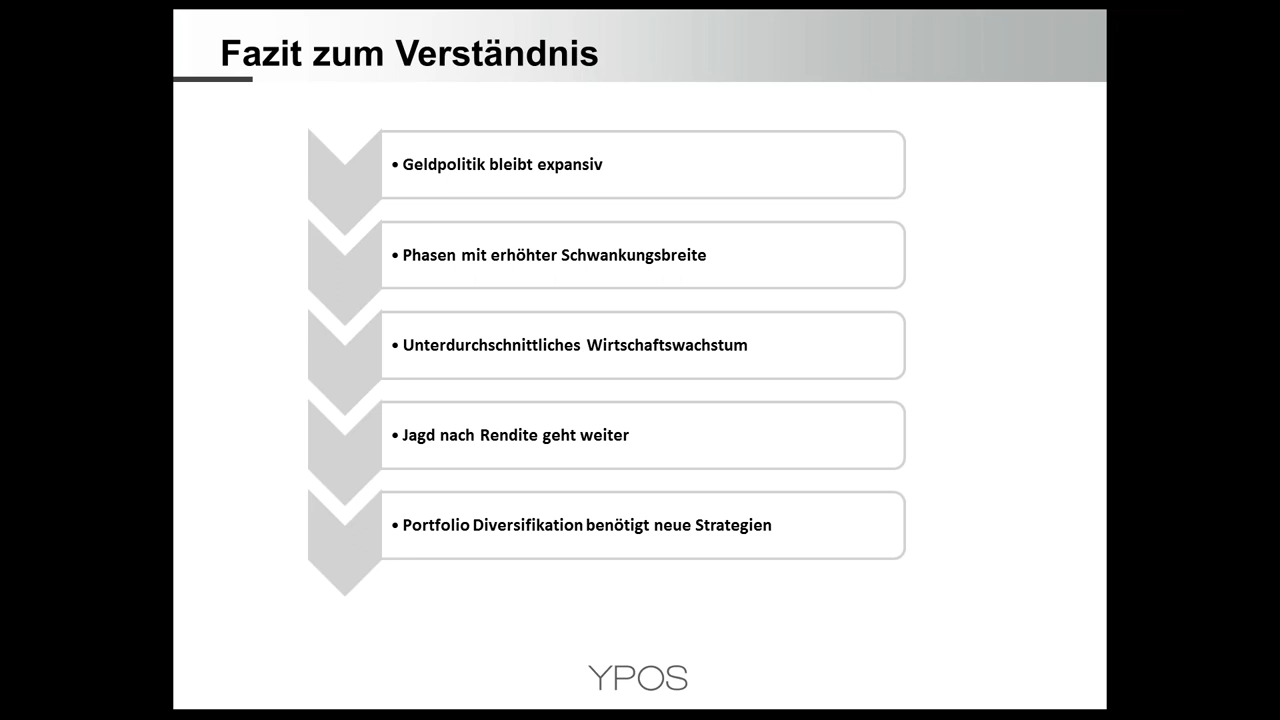 Fazit zum Verständnis
• Geldpolitik bleibt expansiv
• Phasen mit erhöhter Schwankungsbreite
• Unterdurchschnittliches Wirtschaftswachstum
• Jagd nach Rendite geht weiter
• Portfolio Diversifikation benötigt neue Strategien
YPOS